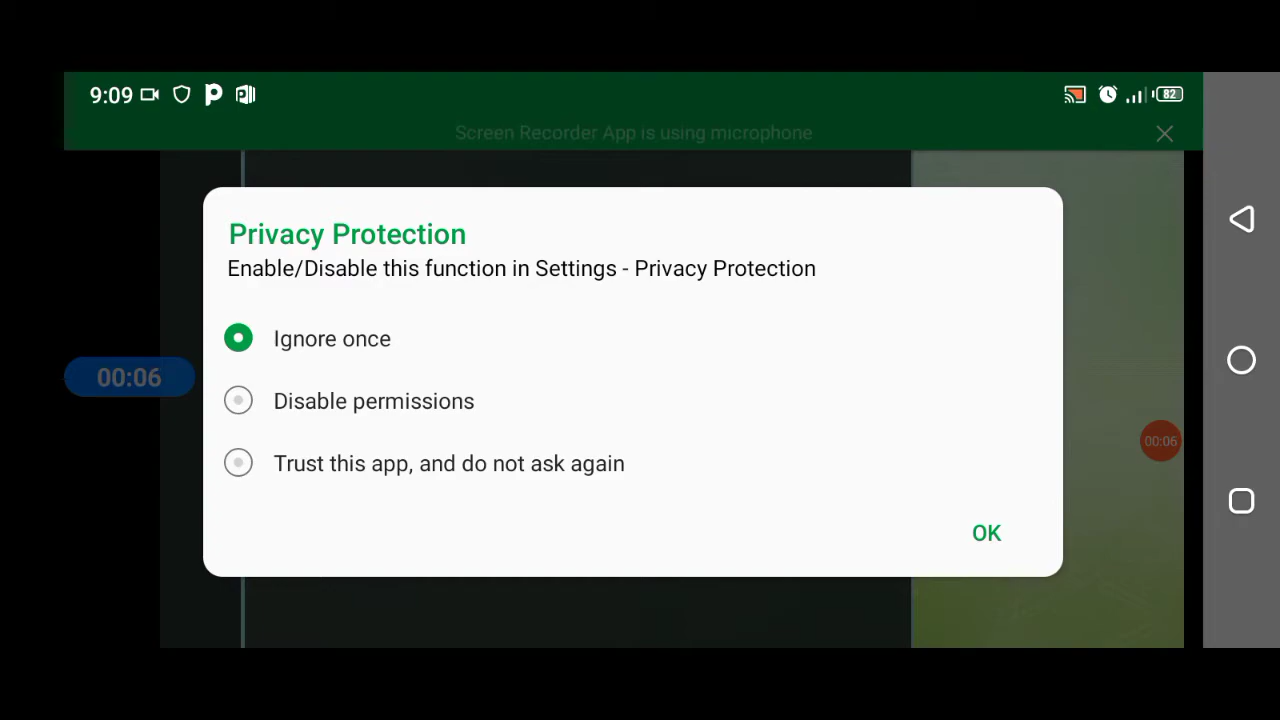 9:09
82
Screen Recorder App is using microphone
Privacy Protection
Enable/Disable this function in Settings - Privacy Protection
Ignore once
00:06
Disable permissions
00:06
Trust this app, and do not ask again
OK